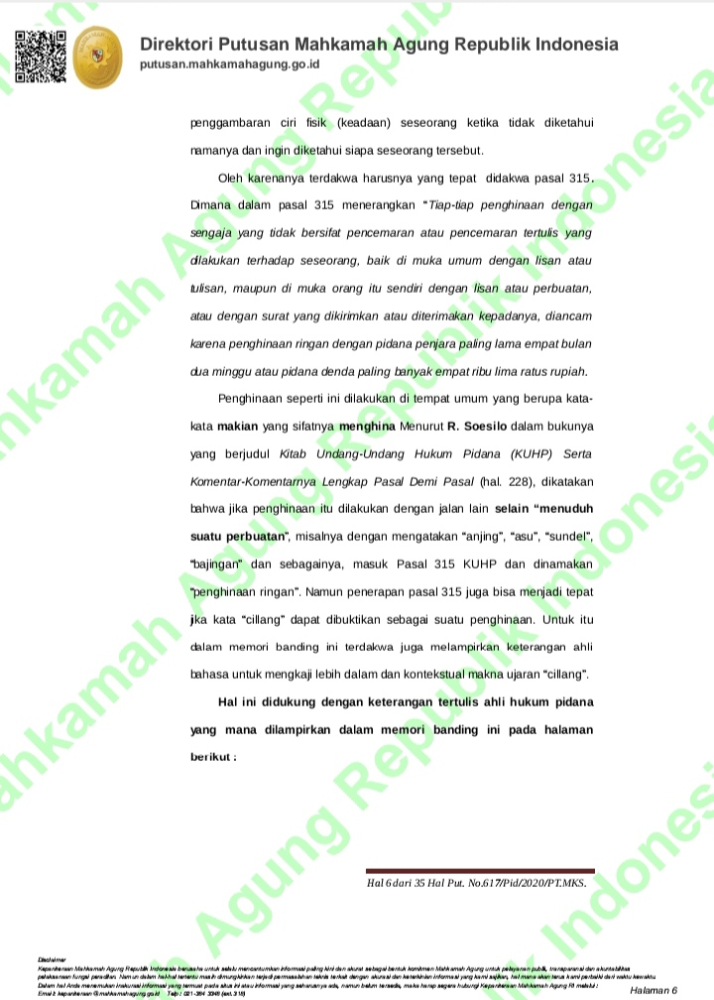 Direktori Putusan Mahkamah Agung Republik Indonesia
putusan.mahkamahagung.go.id
penggambaran ciri fisik (keadaan) seseorang ketika tidak diketahui
namanya dan ingin diketahui siapa seseorang tersebut.
Oleh karenanya terdakwa harusnya yang tepat didakwa pasal 315.
Dimana dalam pasal 315 menerangkan “Tiap-tiap penghinaan dengan
sengaja yang tidak bersifat pencemaran atau pencemaran tertulis yang
dilakukan terhadap seseorang, baik di muka umum dengan lisan atau
tulisan, maupun di muka orang itu sendiri dengan lisan atau perbuatan,
atau dengan surat yang dikirimkan atau diterimakan kepadanya, diancam
karena penghinaan ringan dengan pidana penjara paling lama empat bulan
dua minggu atau pidana denda paling banyak empat ribu lima ratus rupiah.
Penghinaan seperti ini dilakukan di tempat umum yang berupa kata-
kata makian yang sifatnya menghina Menurut R. Soesilo dalam bukunya
yang berjudul Kitab Undang-Undang Hukum Pidana (KUHP) Serta
Komentar-Komentarnya Lengkap Pasal Demi Pasal (hal. 228), dikatakan
bahwa jika penghinaan itu dilakukan dengan jalan lain selain “menuduh
suatu perbuatan”, misalnya dengan mengatakan “anjing”, “asu”, “sundel”,
“bajingan” dan sebagainya, masuk Pasal 315 KUHP dan dinamakan
“penghinaan ringan”. Namun penerapan pasal 315 juga bisa menjadi tepat
jika kata “cillang” dapat dibuktikan sebagai suatu penghinaan. Untuk itu
dalam memori banding ini terdakwa juga melampirkan keterangan ahli
bahasa untuk mengkaji lebih dalam dan kontekstual makna ujaran “cillang”.
Hal ini didukung dengan keterangan tertulis ahli hukum pidana
yang mana dilampirkan dalam memori banding ini pada halaman
berikut :
Hal 6 dari 35 Hal Put. No.617/Pid/2020/PT.MKS.
Disclaimer
Kepaniteraan Mahkamah Agung Republik Indonesia berusaha untuk selalu mencantumkan informasi paling kini dan akurat sebagai bentuk komitmen Mahkamah Agung untuk pelayanan publik, transparansi dan akuntabilitas
pelaksanaan fungsi peradilan. Namun dalam hal-hal tertentu masih dimungkinkan terjadi permasalahan teknis terkait dengan akurasi dan keterkinian informasi yang kami sajikan, hal mana akan terus kami perbaiki dari waktu kewaktu.
Dalam hal Anda menemukan inakurasi informasi yang termuat pada situs ini atau informasi yang seharusnya ada, namun belum tersedia, maka harap segera hubungi Kepaniteraan Mahkamah Agung RI melalui :
Email : kepaniteraan@mahkamahagung.go.id Telp : 021-384 3348 (ext.318)
Halaman 6
Mahkamah Agung Republik Indonesia
Mahkamah Agung Republik Indonesia
Mahkamah Agung Republik Indonesia